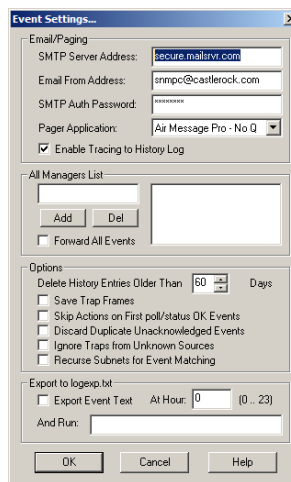 Event Settings...
Email/Paging
SMTP Server Address: secure.mailsrvr.com
Email From Address: snmpc@castlerock.com
SMTP Auth Password: ********
Pager Application: Air Message Pro - No Q
Enable Tracing to History Log
All Managers List
Add Del
Forward All Events
Options
Delete History Entries Older Than 60 Days
Save Trap Frames
Skip Actions on First poll/status OK Events
Discard Duplicate Unacknowledged Events
Ignore Traps from Unknown Sources
Recurse Subnets for Event Matching
Export to logexp.txt
Export Event Text At Hour: 0 (0 .. 23)
And Run:
OK Cancel Help